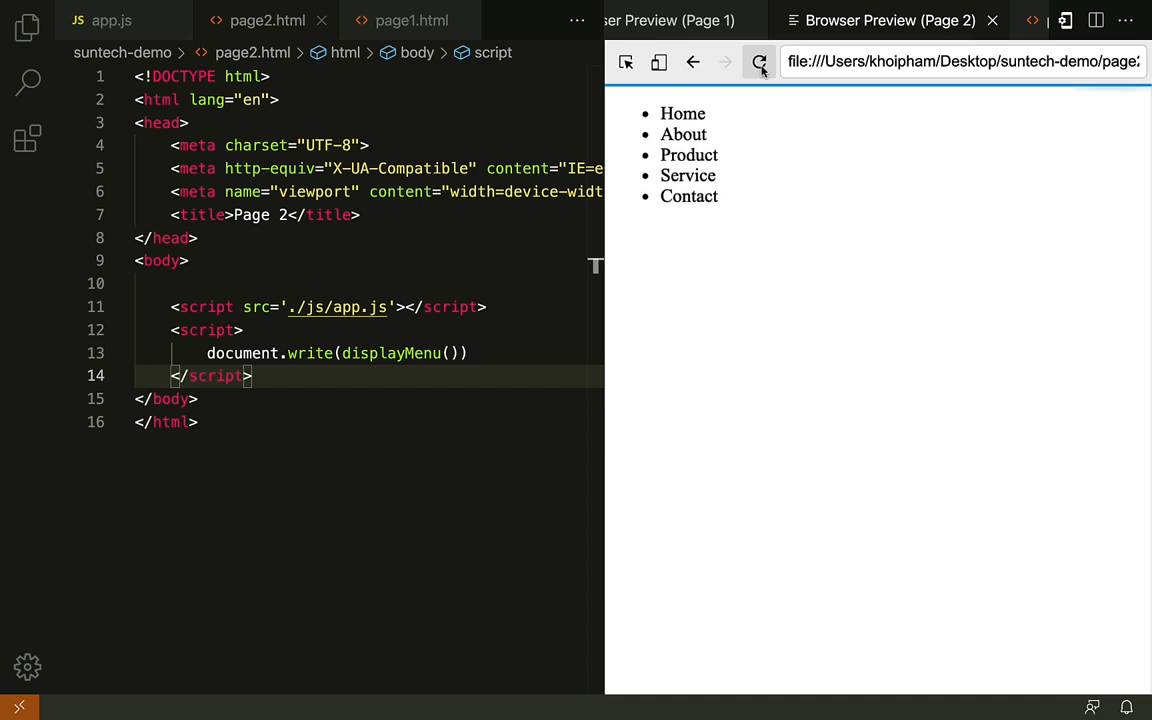 JS app.js
<> page2.html
<> page1.html
ser Preview (Page 1)
Browser Preview (Page 2)
suntech-demo > <> page2.html > html > body > script
file:///Users/khoipham/Desktop/suntech-demo/page2
1 <!DOCTYPE html>
2 <html lang="en">
3 <head>
4 <meta charset="UTF-8">
5 <meta http-equiv="X-UA-Compatible" content="IE=e
6 <meta name="viewport" content="width=device-widt
7 <title>Page 2</title>
8 </head>
9 <body>
10
11 <script src='./js/app.js'></script>
12 <script>
13 document.write(displayMenu())
14 </script>
15 </body>
16 </html>
• Home
• About
• Product
• Service
• Contact